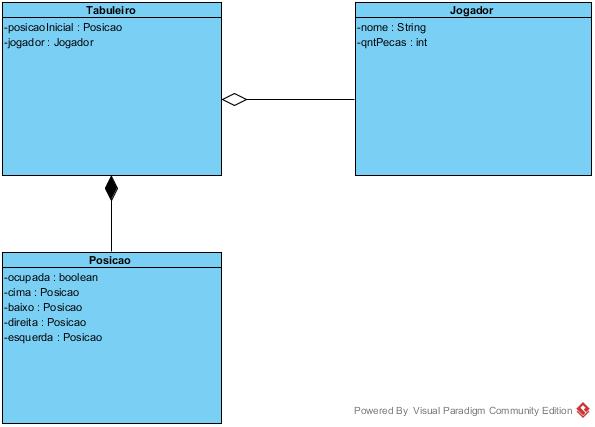 Tabuleiro
-posicaoInicial : Posicao
-jogador : Jogador
Jogador
-nome : String
-qntPecas : int
Posicao
-ocupada : boolean
-cima : Posicao
-baixo : Posicao
-direita : Posicao
-esquerda : Posicao
Powered By Visual Paradigm Community Edition